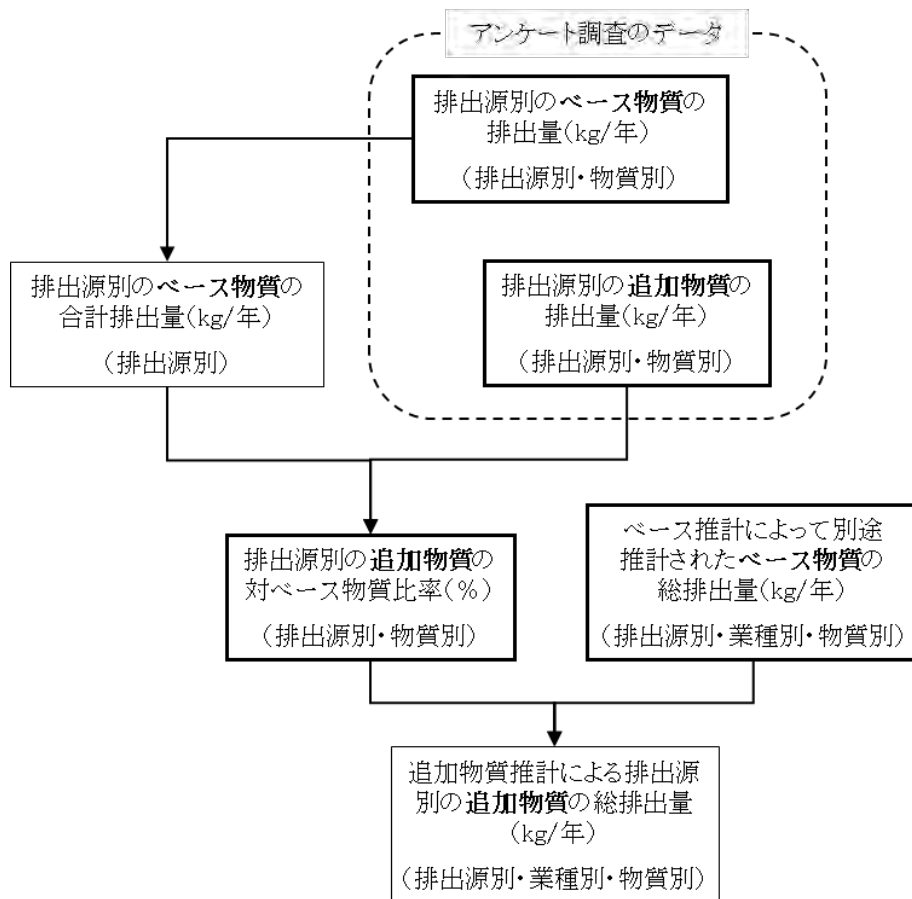 アンケート調査のデータ
排出源別のベース物質の
排出量(kg/年)
(排出源別・物質別)
排出源別のベース物質の
合計排出量(kg/年)
(排出源別)
排出源別の追加物質の
排出量(kg/年)
(排出源別・物質別)
排出源別の追加物質の
対ベース物質比率(%)
(排出源別・物質別)
ベース推計によって別途
推計されたベース物質の
総排出量(kg/年)
(排出源別・業種別・物質別)
追加物質推計による排出源
別の追加物質の総排出量
(kg/年)
(排出源別・業種別・物質別)